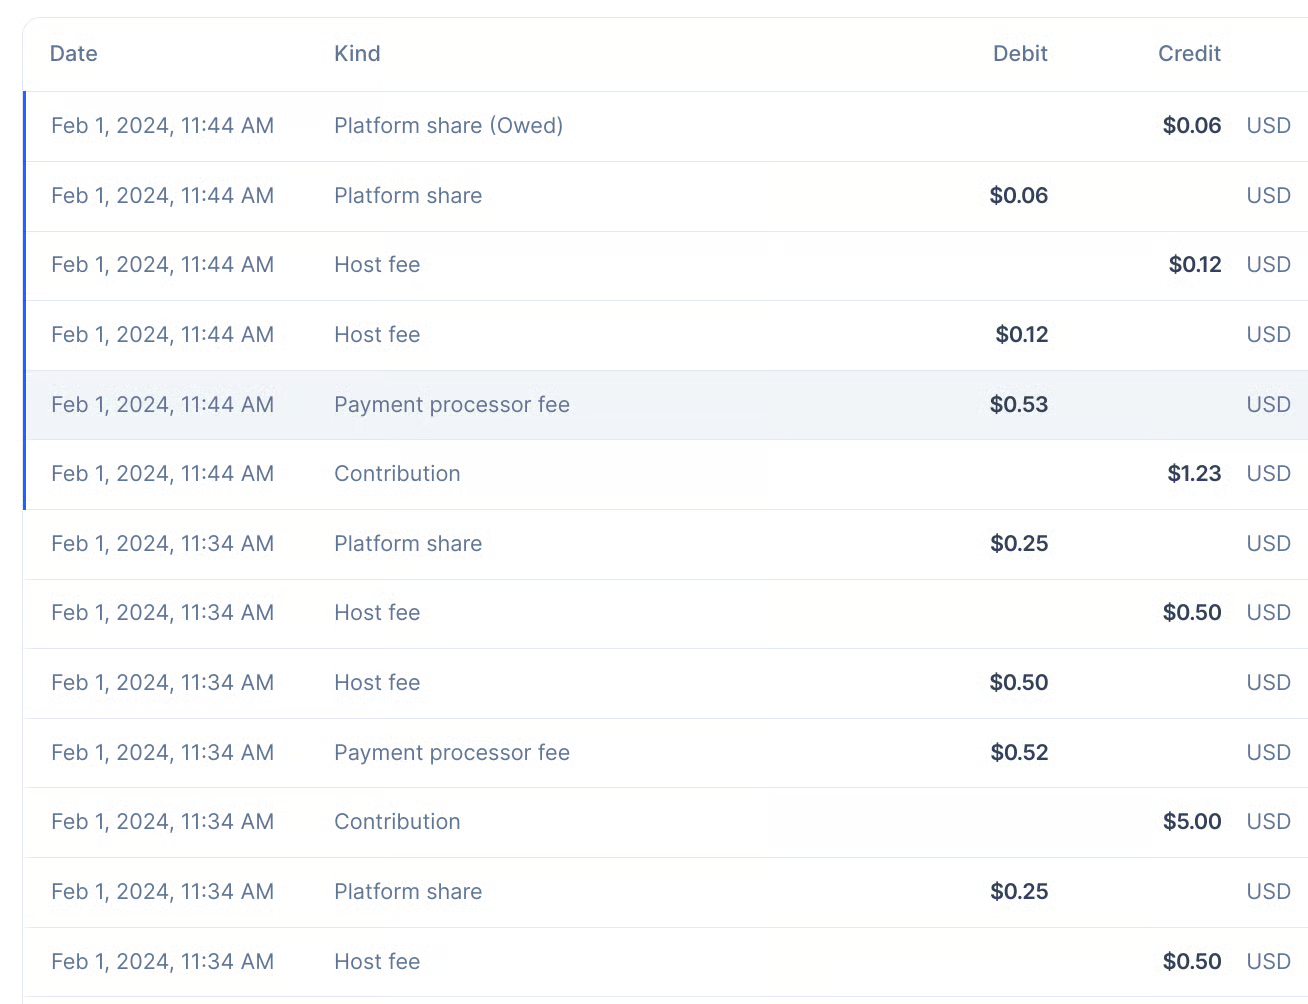 Date Kind Debit Credit
Feb 1, 2024, 11:44 AM Platform share (Owed) $0.06 USD
Feb 1, 2024, 11:44 AM Platform share $0.06 USD
Feb 1, 2024, 11:44 AM Host fee $0.12 USD
Feb 1, 2024, 11:44 AM Host fee $0.12 USD
Feb 1, 2024, 11:44 AM Payment processor fee $0.53 USD
Feb 1, 2024, 11:44 AM Contribution $1.23 USD
Feb 1, 2024, 11:34 AM Platform share $0.25 USD
Feb 1, 2024, 11:34 AM Host fee $0.50 USD
Feb 1, 2024, 11:34 AM Host fee $0.50 USD
Feb 1, 2024, 11:34 AM Payment processor fee $0.52 USD
Feb 1, 2024, 11:34 AM Contribution $5.00 USD
Feb 1, 2024, 11:34 AM Platform share $0.25 USD
Feb 1, 2024, 11:34 AM Host fee $0.50 USD